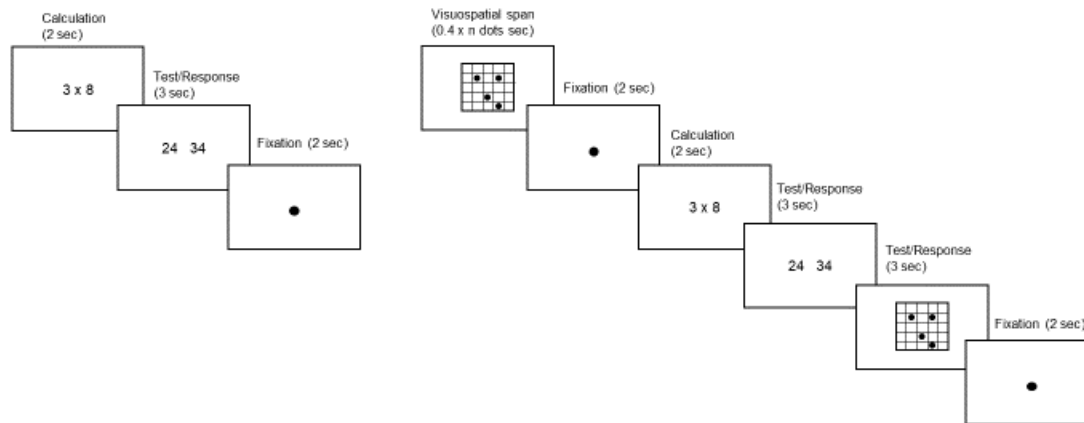 Calculation
(2 sec)
3 x 8
Test/Response
(3 sec)
24 34
Fixation (2 sec)
Visuospatial span
(0.4 x n dots sec)
Fixation (2 sec)
Calculation
(2 sec)
3 x 8
Test/Response
(3 sec)
24 34
Test/Response
(3 sec)
Fixation (2 sec)